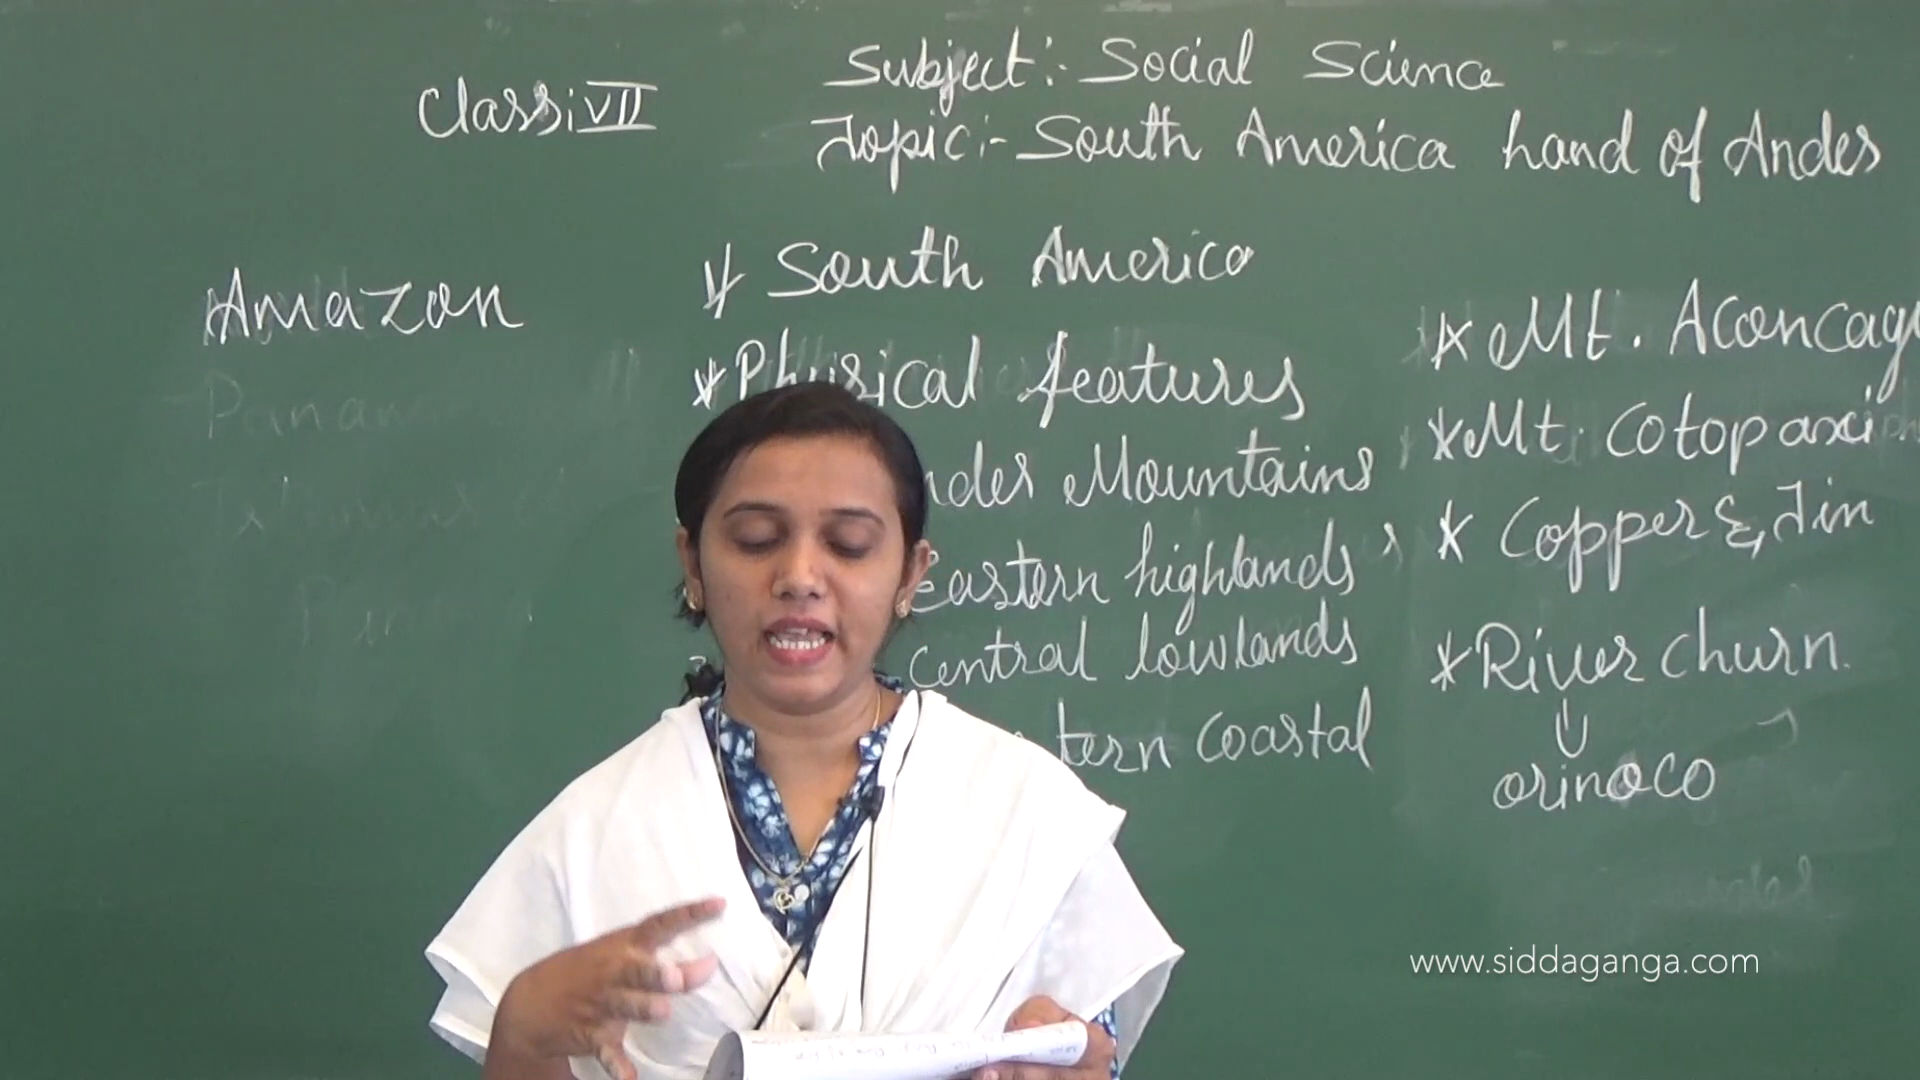 Class:VII
Subject:- Social Science
Topic:- South America land of Andes
Amazon
* South America
* Physical features
ndes Mountains
Eastern highlands
Central lowlands
tern coastal
* Mt. Aconcagu
* Mt. Cotopaxi
* Copper & Tin
* River churn.
orinoco
www.siddaganga.com